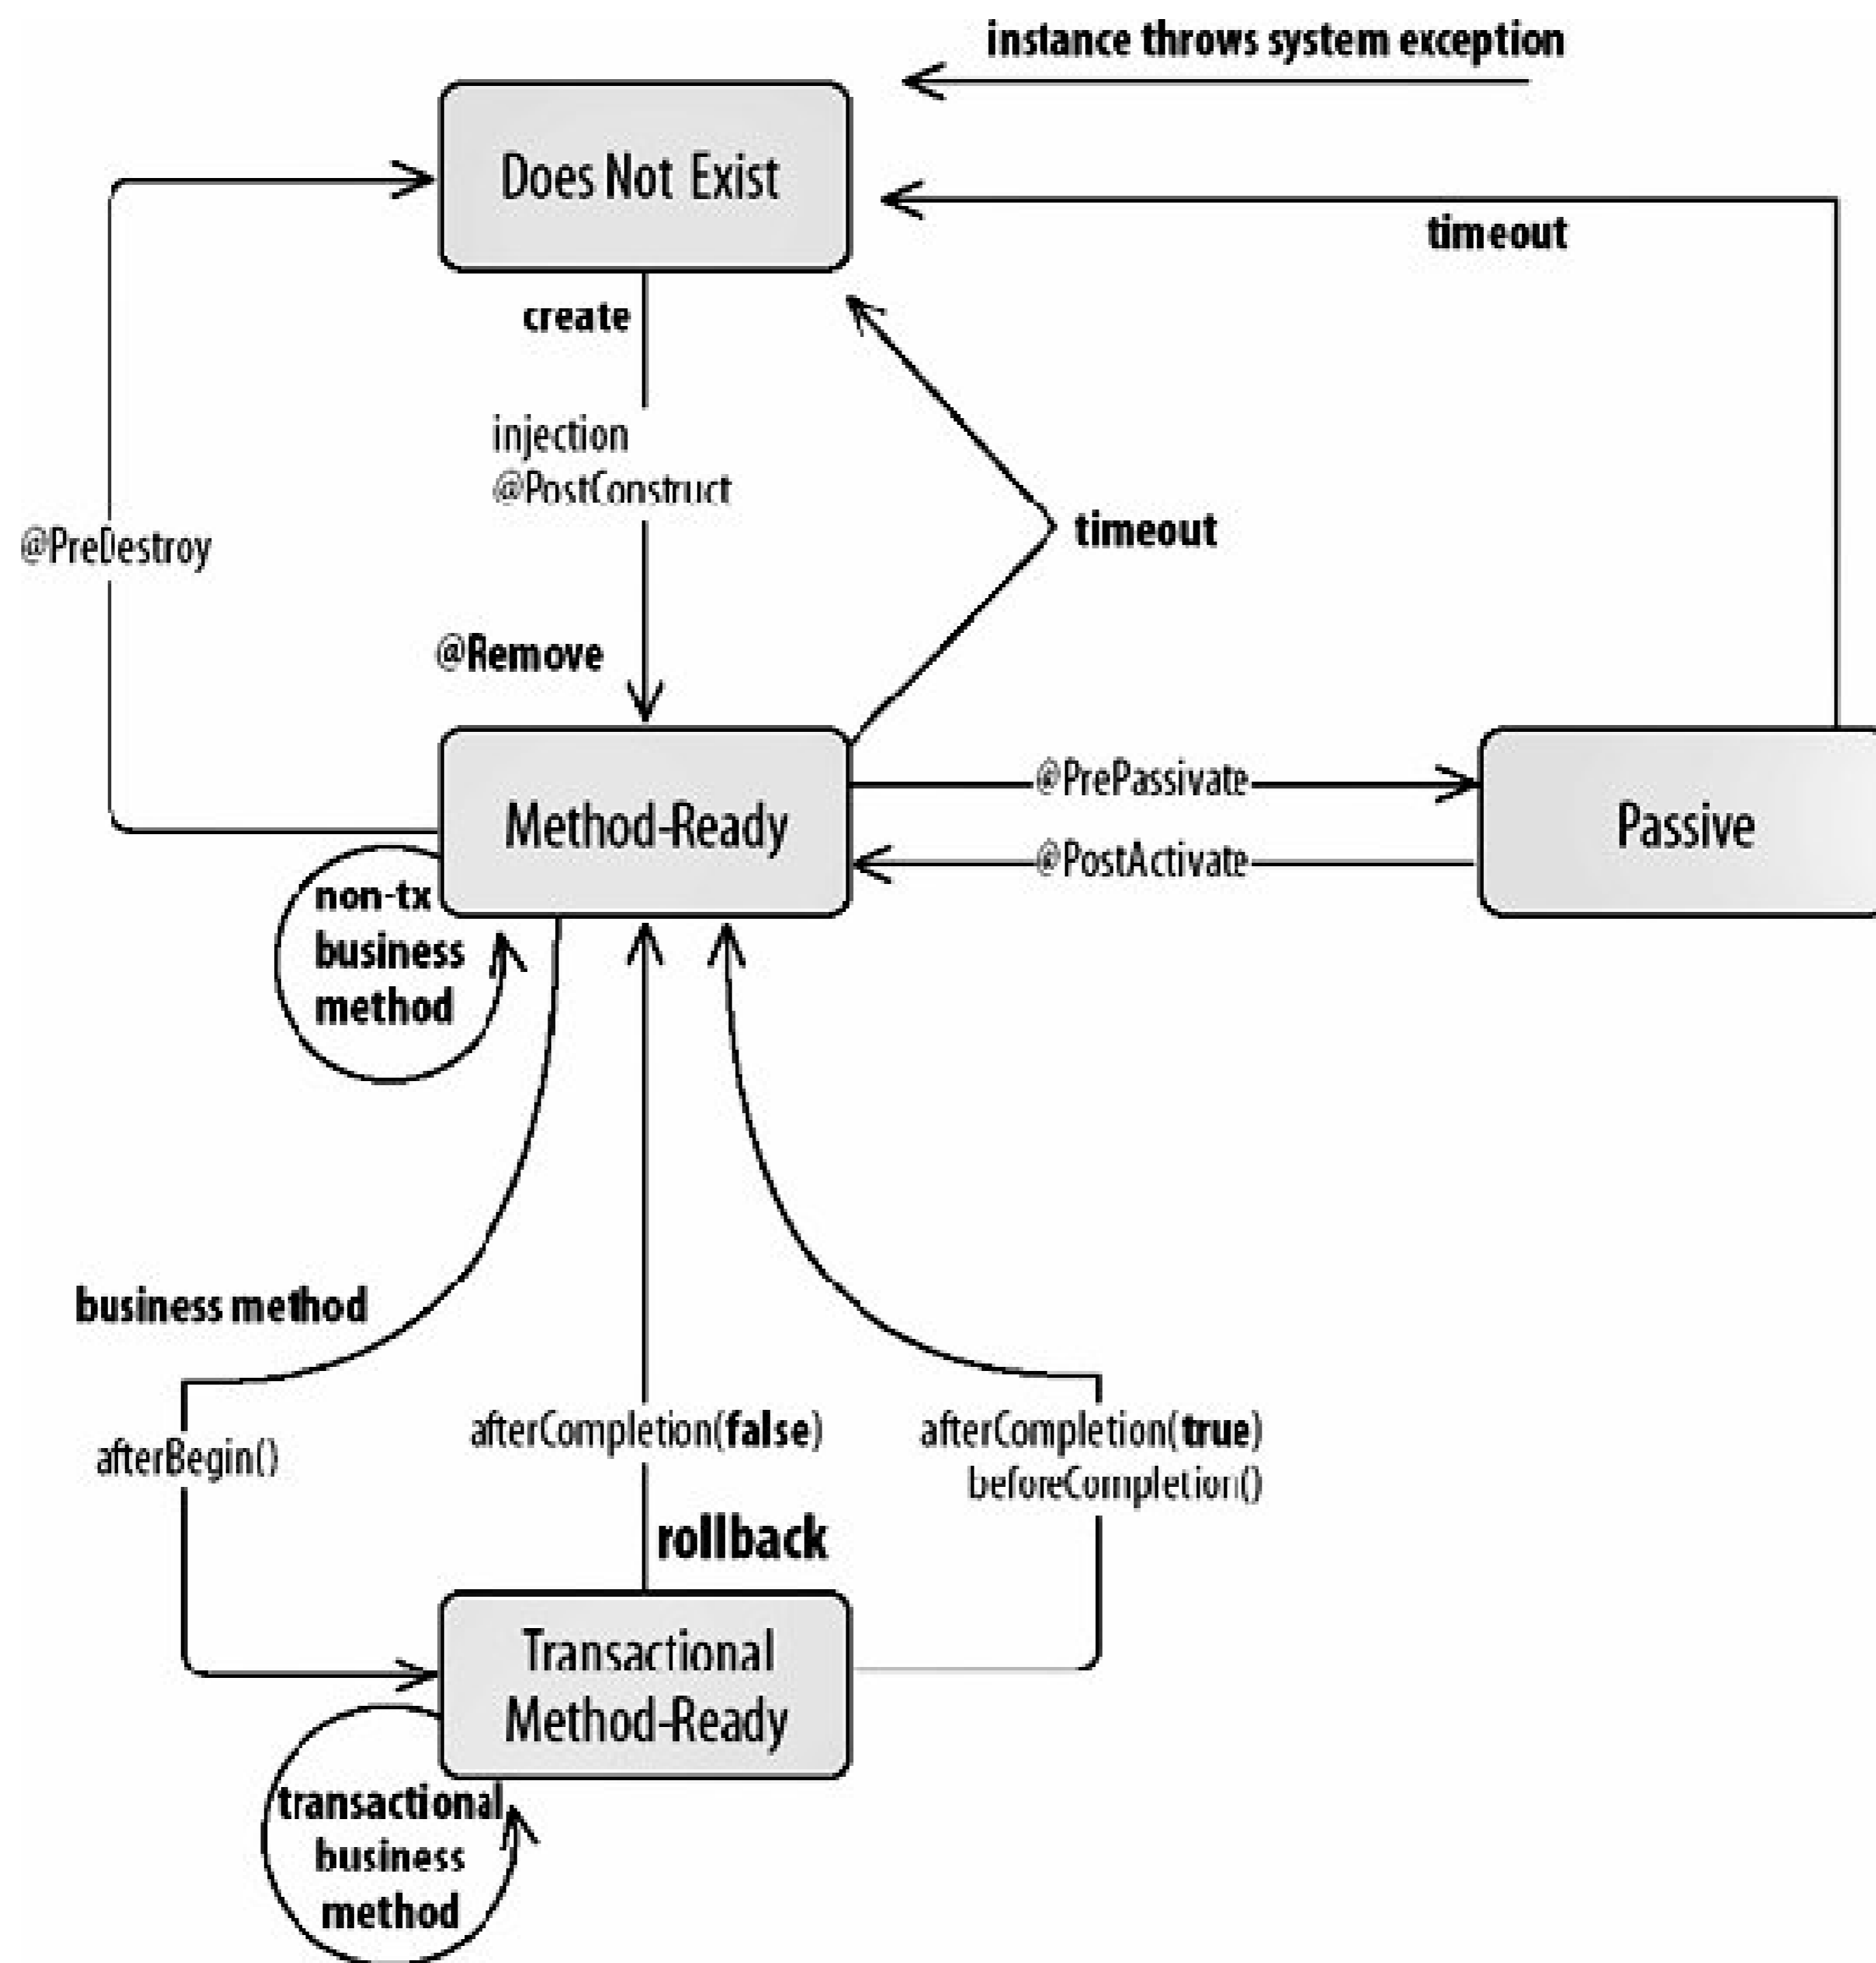 instance throws system exception
Does Not Exist
timeout
create
injection
@PostConstruct
timeout
@PreDestroy
@Remove
@PrePassivate
Method-Ready
Passive
@PostActivate
non-tx
business
method
business method
afterBegin()
afterCompletion(false)
afterCompletion(true)
beforeCompletion()
rollback
Transactional
Method-Ready
transactional
business
method